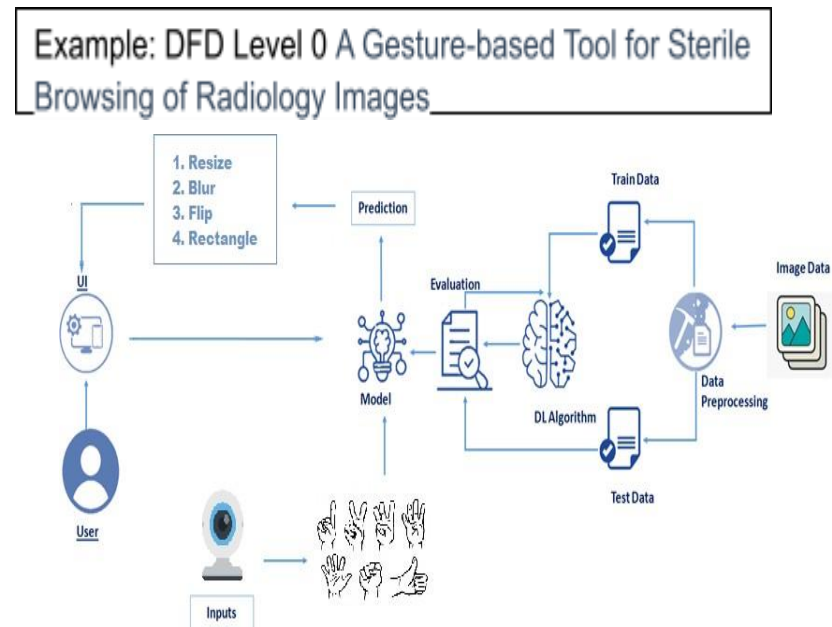 Example: DFD Level 0 A Gesture-based Tool for Sterile
Browsing of Radiology Images
1. Resize
2. Blur
3. Flip
4. Rectangle
Prediction
Train Data
Image Data
UI
Evaluation
Model
DL Algorithm
Data
Preprocessing
Test Data
User
Inputs